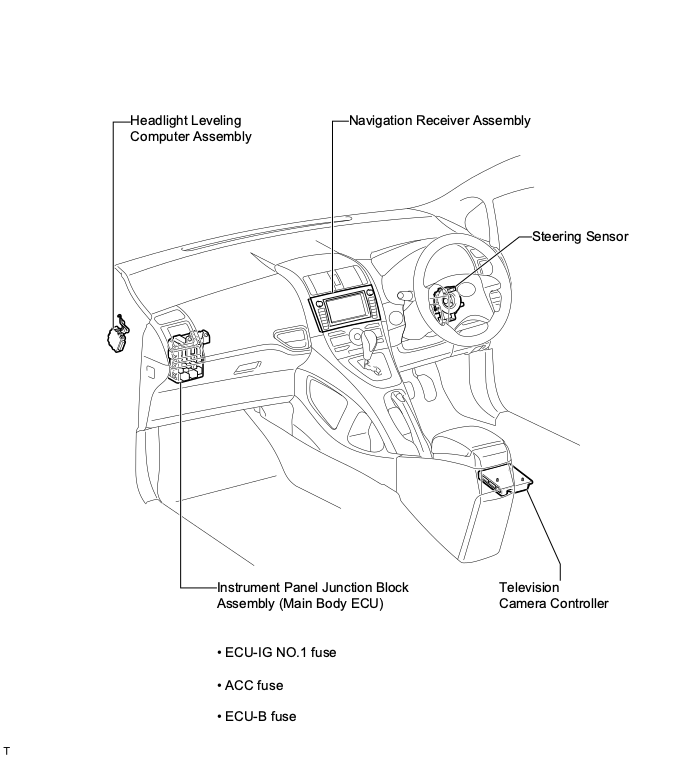 Headlight Leveling
Computer Assembly
Navigation Receiver Assembly
Steering Sensor
Instrument Panel Junction Block
Assembly (Main Body ECU)
Television
Camera Controller
• ECU-IG NO.1 fuse
• ACC fuse
• ECU-B fuse
T